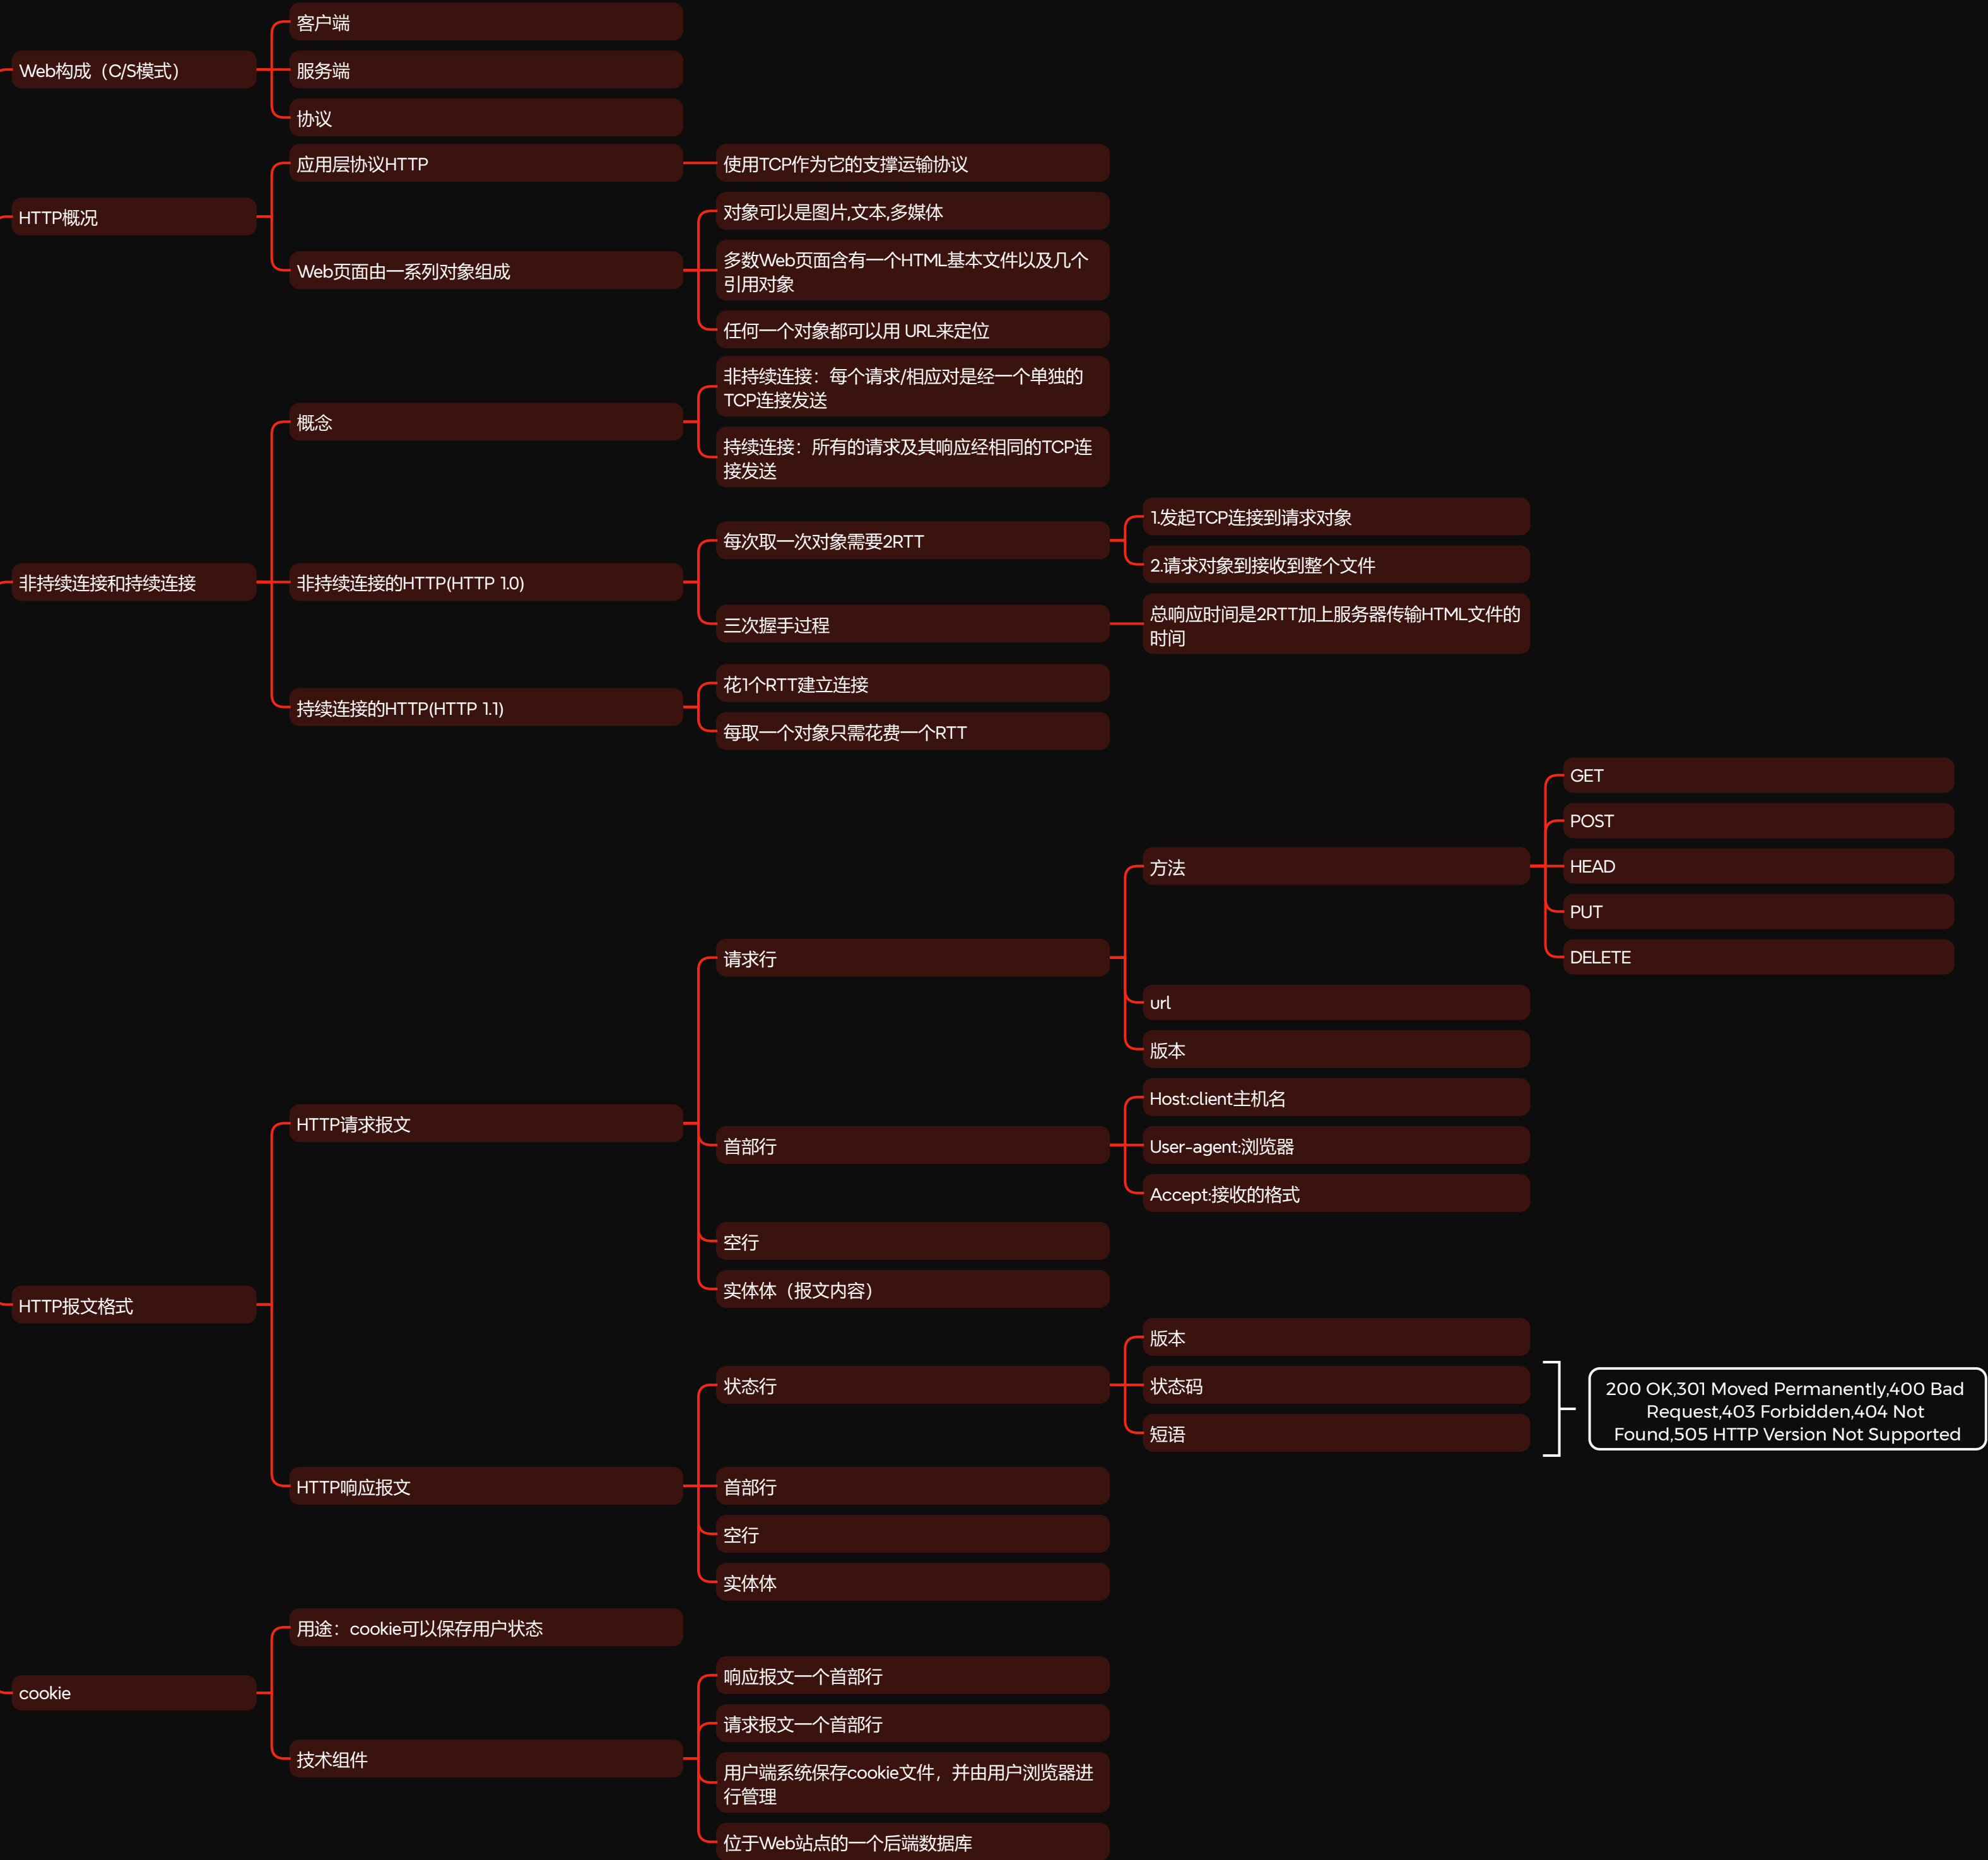 Web构成（C/S模式）
客户端
服务端
协议
HTTP概况
应用层协议HTTP
使用TCP作为它的支撑运输协议
Web页面由一系列对象组成
对象可以是图片,文本,多媒体
多数Web页面含有一个HTML基本文件以及几个
引用对象
任何一个对象都可以用 URL来定位
非持续连接和持续连接
概念
非持续连接：每个请求/相应对是经一个单独的
TCP连接发送
持续连接：所有的请求及其响应经相同的TCP连
接发送
非持续连接的HTTP(HTTP 1.0)
每次取一次对象需要2RTT
1.发起TCP连接到请求对象
2.请求对象到接收到整个文件
三次握手过程
总响应时间是2RTT加上服务器传输HTML文件的
时间
持续连接的HTTP(HTTP 1.1)
花1个RTT建立连接
每取一个对象只需花费一个RTT
HTTP报文格式
HTTP请求报文
请求行
方法
GET
POST
HEAD
PUT
DELETE
url
版本
首部行
Host:client主机名
User-agent:浏览器
Accept:接收的格式
空行
实体体（报文内容）
HTTP响应报文
状态行
版本
状态码
短语
200 OK,301 Moved Permanently,400 Bad
Request,403 Forbidden,404 Not
Found,505 HTTP Version Not Supported
首部行
空行
实体体
cookie
用途：cookie可以保存用户状态
技术组件
响应报文一个首部行
请求报文一个首部行
用户端系统保存cookie文件，并由用户浏览器进
行管理
位于Web站点的一个后端数据库